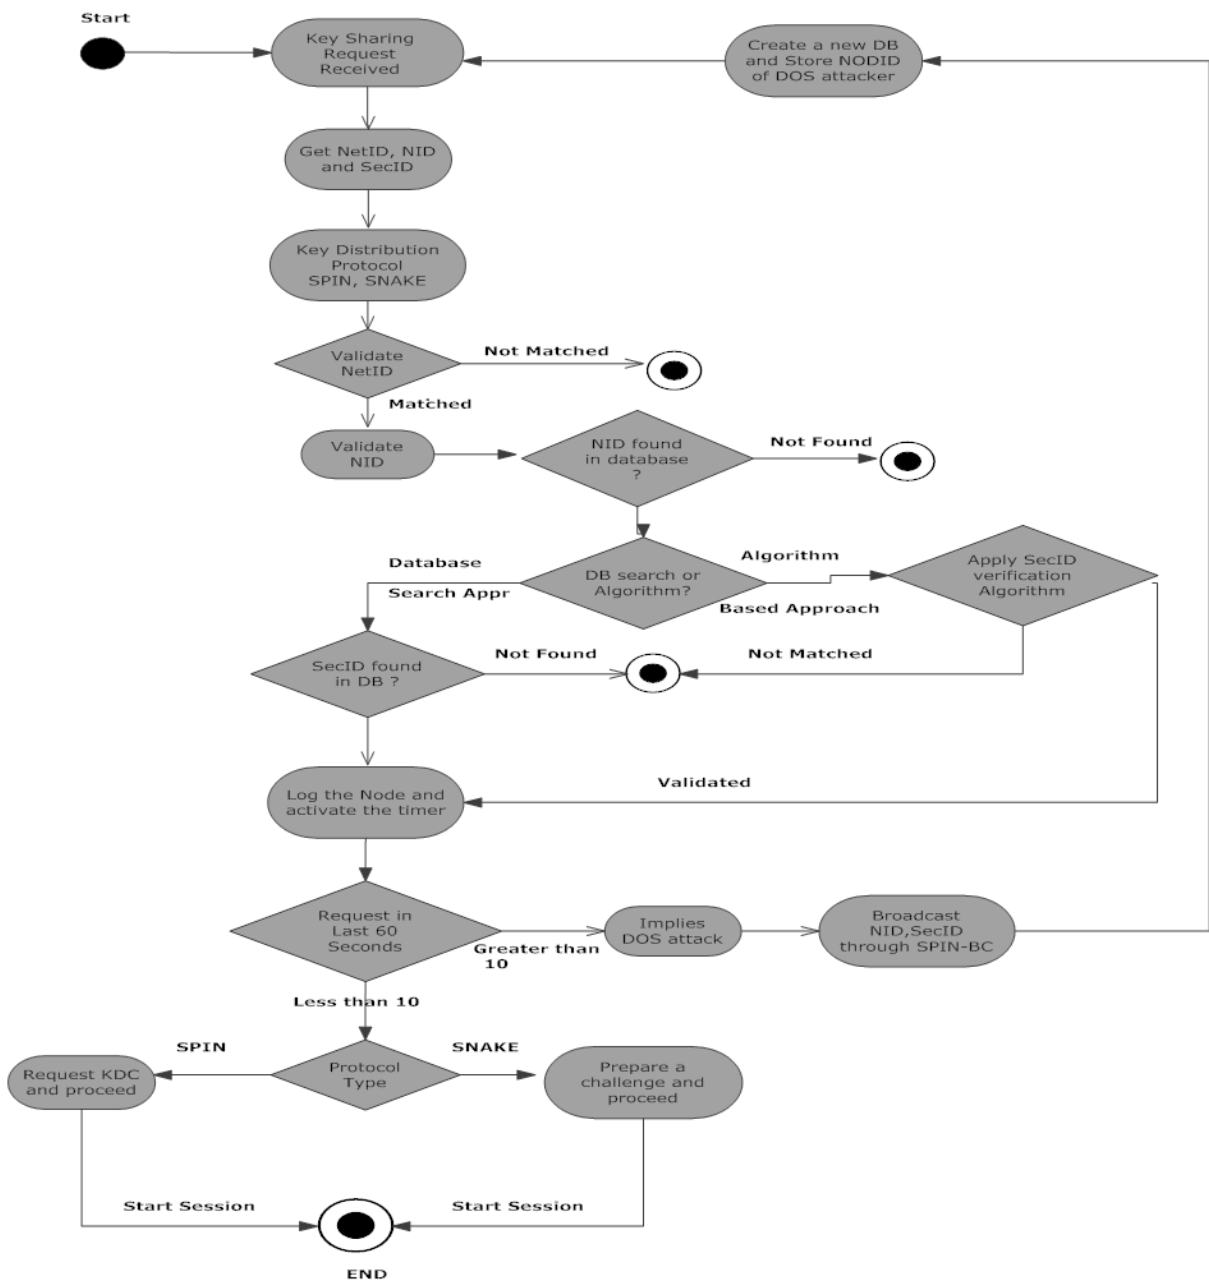 Start
Key Sharing
Request
Received
Create a new DB
and Store NODID
of DOS attacker
Get NetID, NID
and SecID
Key Distribution
Protocol
SPIN, SNAKE
Validate
NetID
Not Matched
Matched
Validate
NID
NID found
in database
?
Not Found
Database
Search Appr
DB search or
Algorithm?
Algorithm
Based Approach
Apply SecID
verification
Algorithm
SecID found
in DB ?
Not Found
Not Matched
Log the Node and
activate the timer
Validated
Request in
Last 60
Seconds
Greater than
10
Implies
DOS attack
Broadcast
NID,SecID
through SPIN-BC
Less than 10
SPIN
Protocol
Type
SNAKE
Request KDC
and proceed
Prepare a
challenge and
proceed
Start Session
Start Session
END